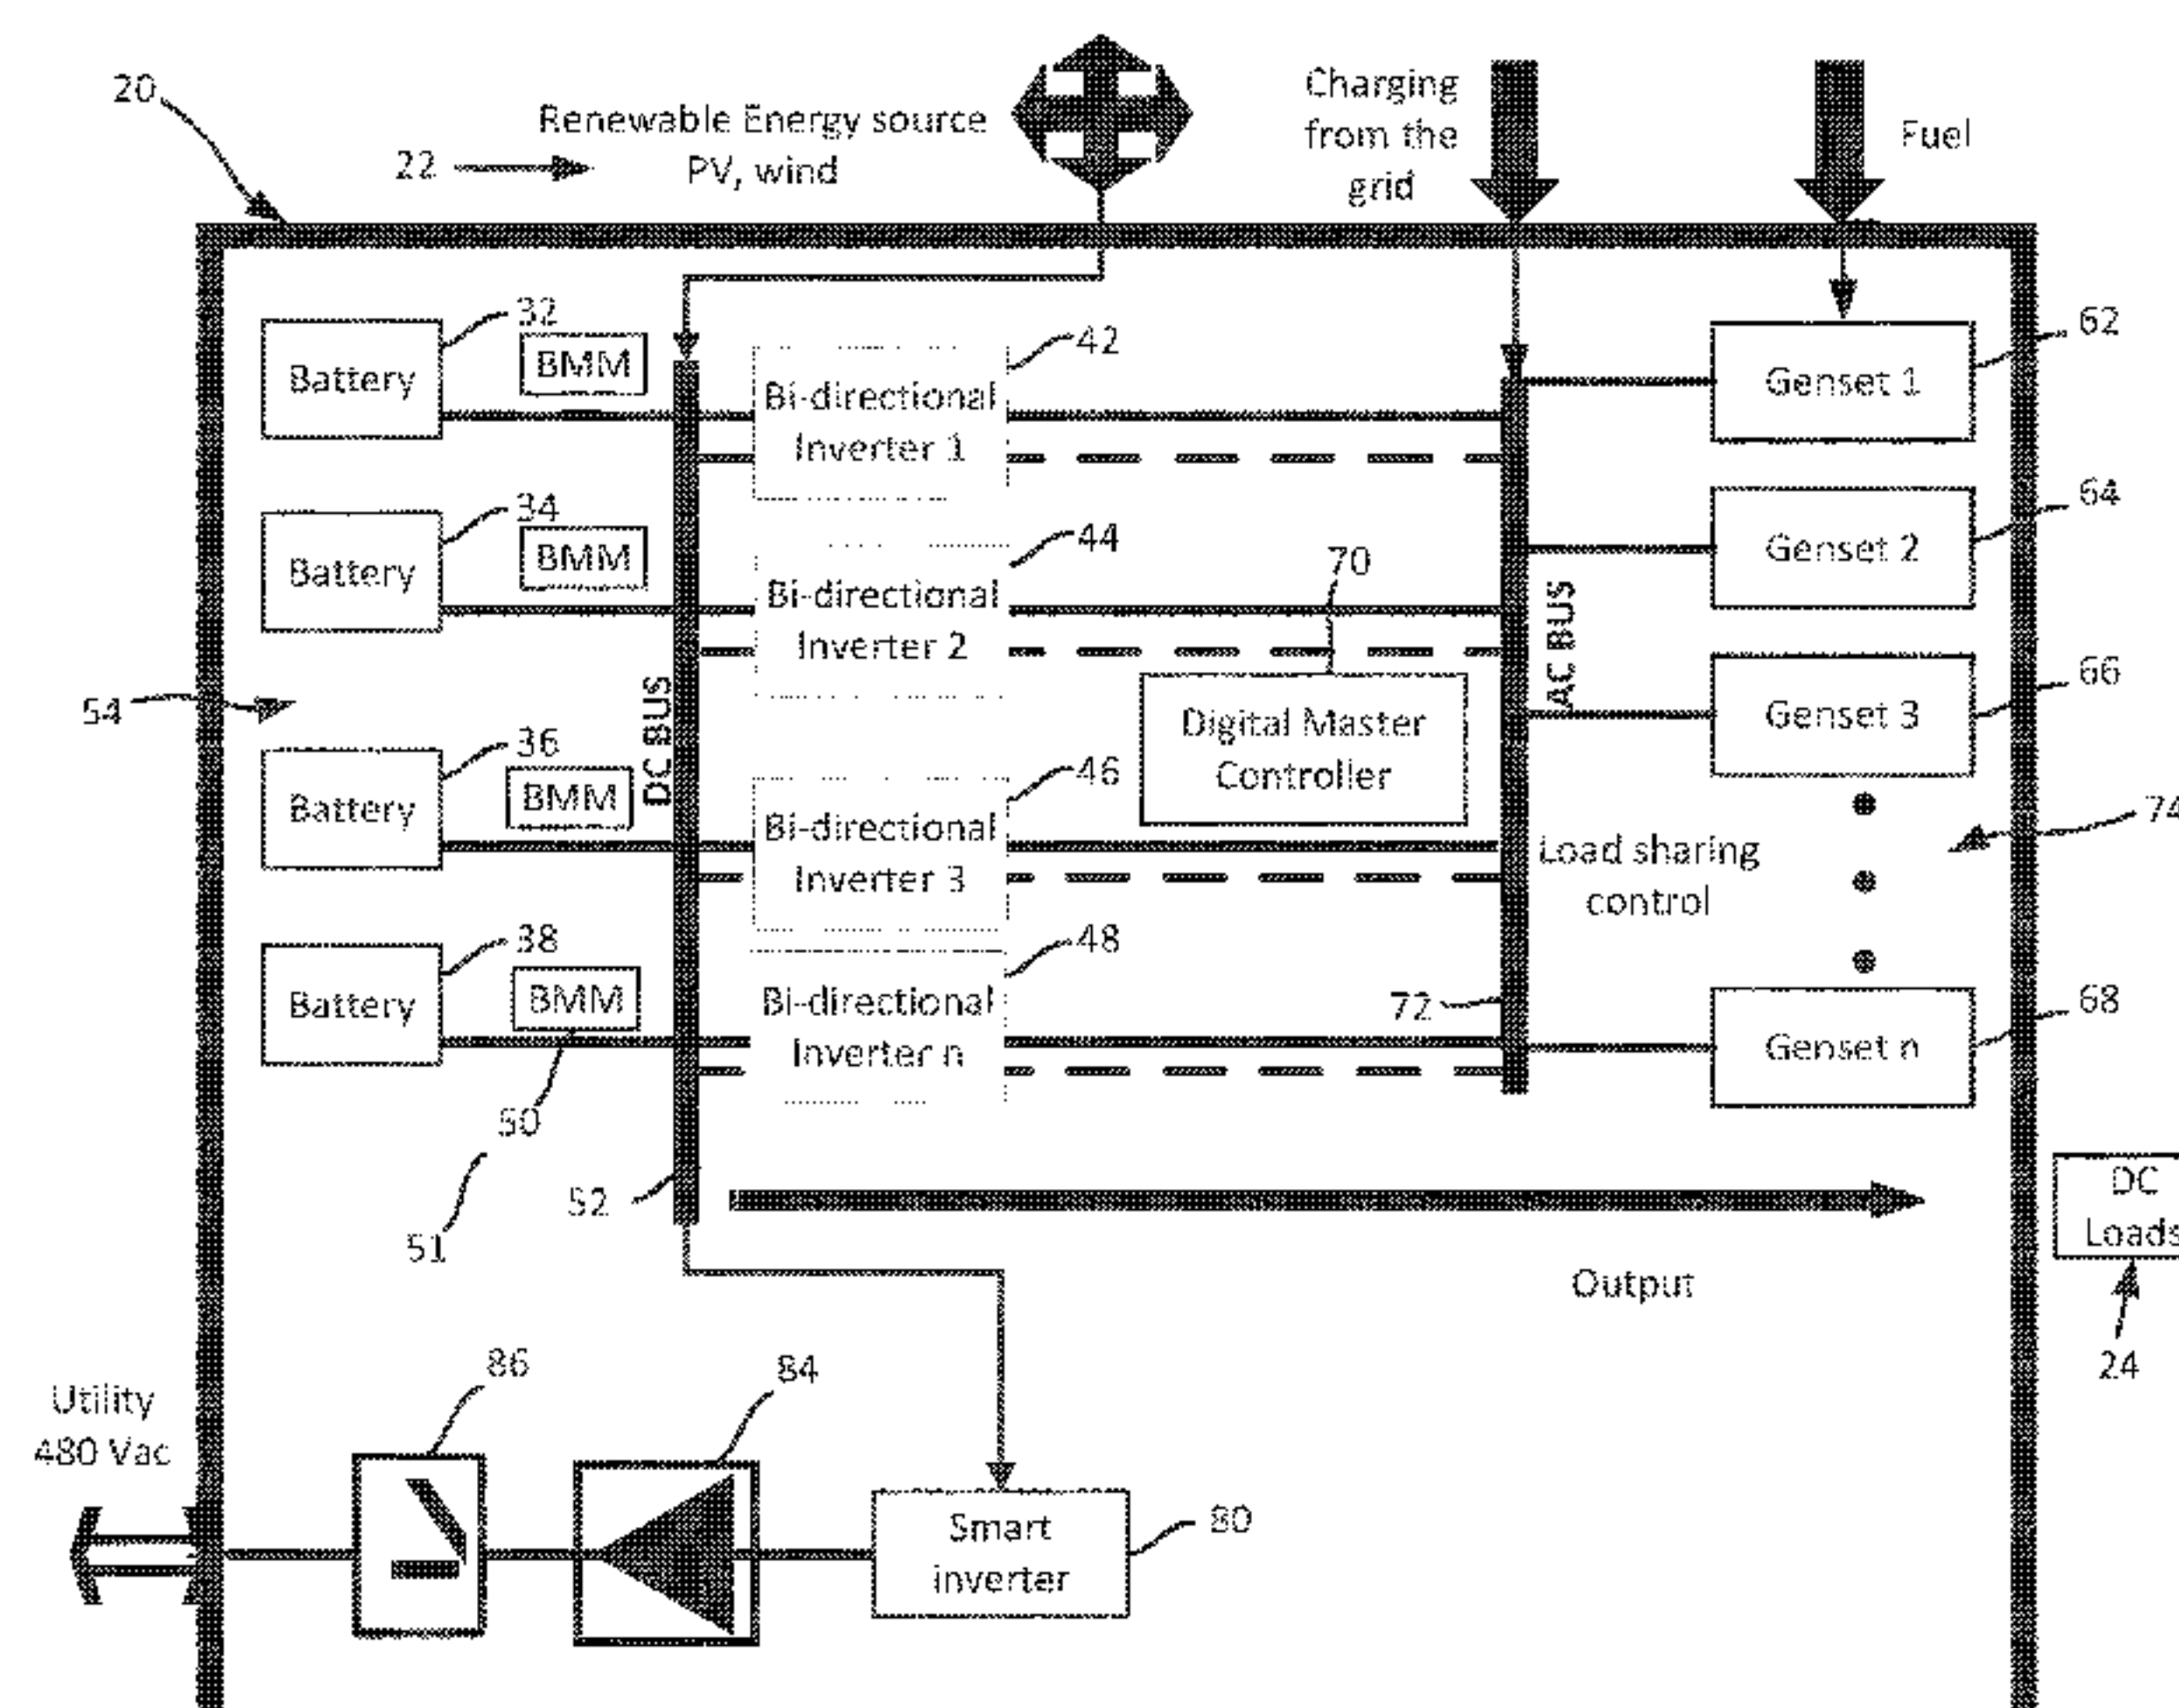 20
Renewable Energy source
22
PV, wind
Charging
from the
grid
Fuel
32
Battery
BMM
42
Bi-directional
Inverter 1
62
Genset 1
34
Battery
BMM
44
Bi-directional
Inverter 2
64
Genset 2
70
Digital Master
Controller
AC BUS
66
Genset 3
54
DC BUS
36
Battery
BMM
46
Bi-directional
Inverter 3
Load sharing
control
74
38
Battery
BMM
48
Bi-directional
Inverter n
72
68
Genset n
50
51
52
DC
Loads
24
Output
Utility
480 Vac
86
84
Smart
inverter
80